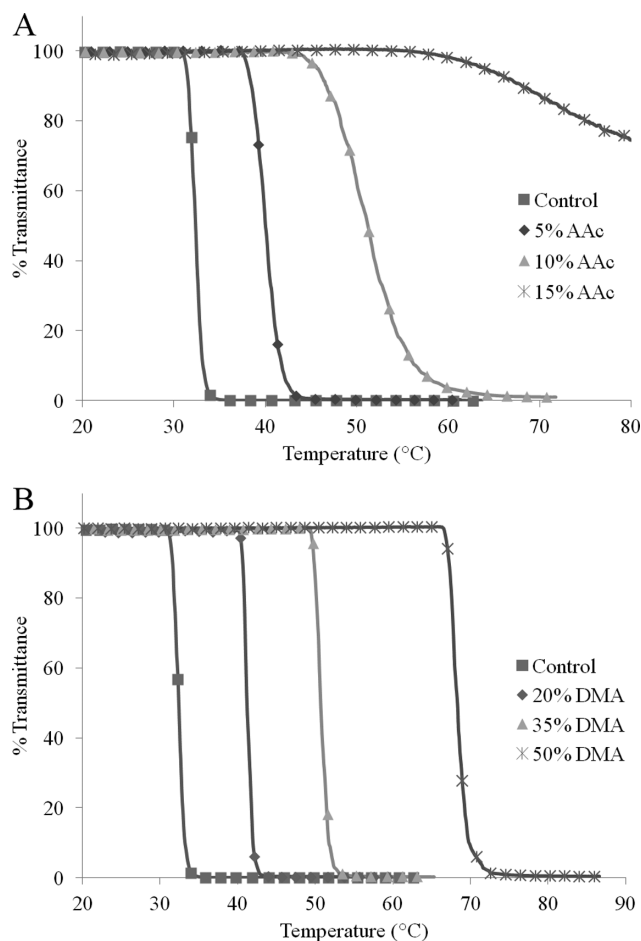 A
% Transmittance
100
80
60
40
20
0
Control
5% AAc
10% AAc
15% AAc
20 30 40 50 60 70 80
Temperature (°C)
B
% Transmittance
100
80
60
40
20
0
Control
20% DMA
35% DMA
50% DMA
20 30 40 50 60 70 80 90
Temperature (°C)